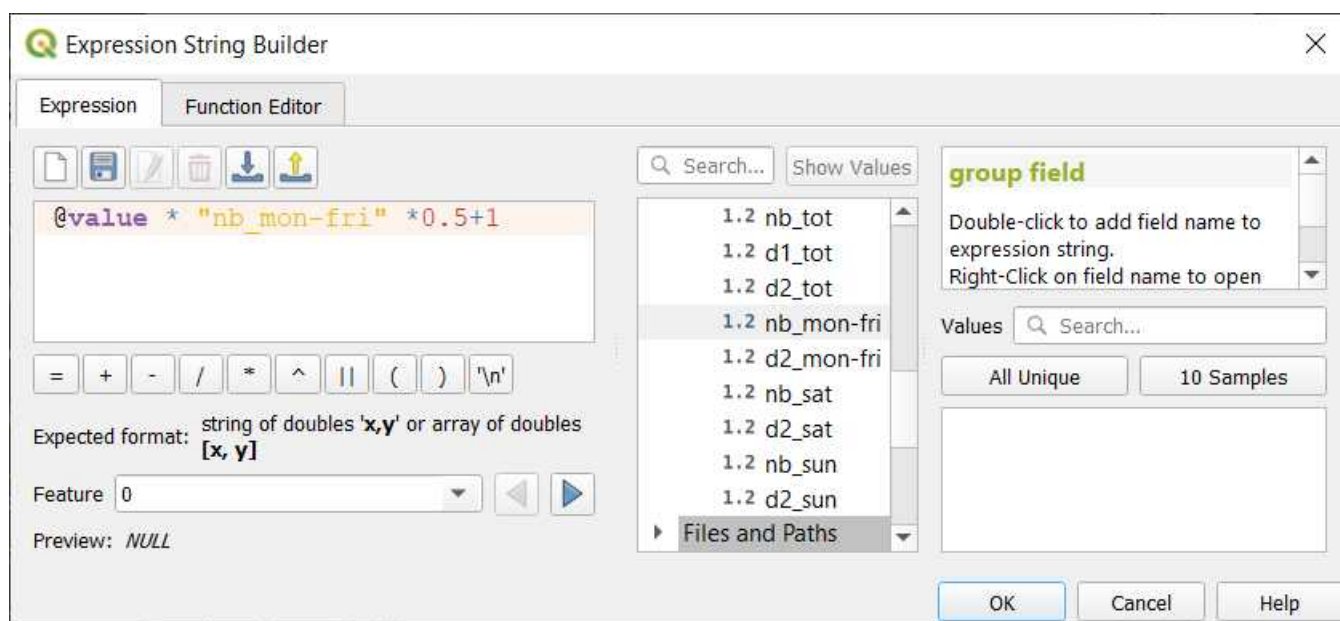 Expression String Builder
Expression
Function Editor
Search...
Show Values
@value * "nb_mon-fri" *0.5+1
1.2 nb_tot
1.2 d1_tot
1.2 d2_tot
1.2 nb_mon-fri
1.2 d2_mon-fri
1.2 nb_sat
1.2 d2_sat
1.2 nb_sun
1.2 d2_sun
Files and Paths
group field
Double-click to add field name to
expression string.
Right-Click on field name to open
Values
Search...
All Unique
10 Samples
= + - / * ^ || ( ) '\n'
Expected format: string of doubles 'x,y' or array of doubles
[x, y]
Feature 0
Preview: NULL
OK
Cancel
Help